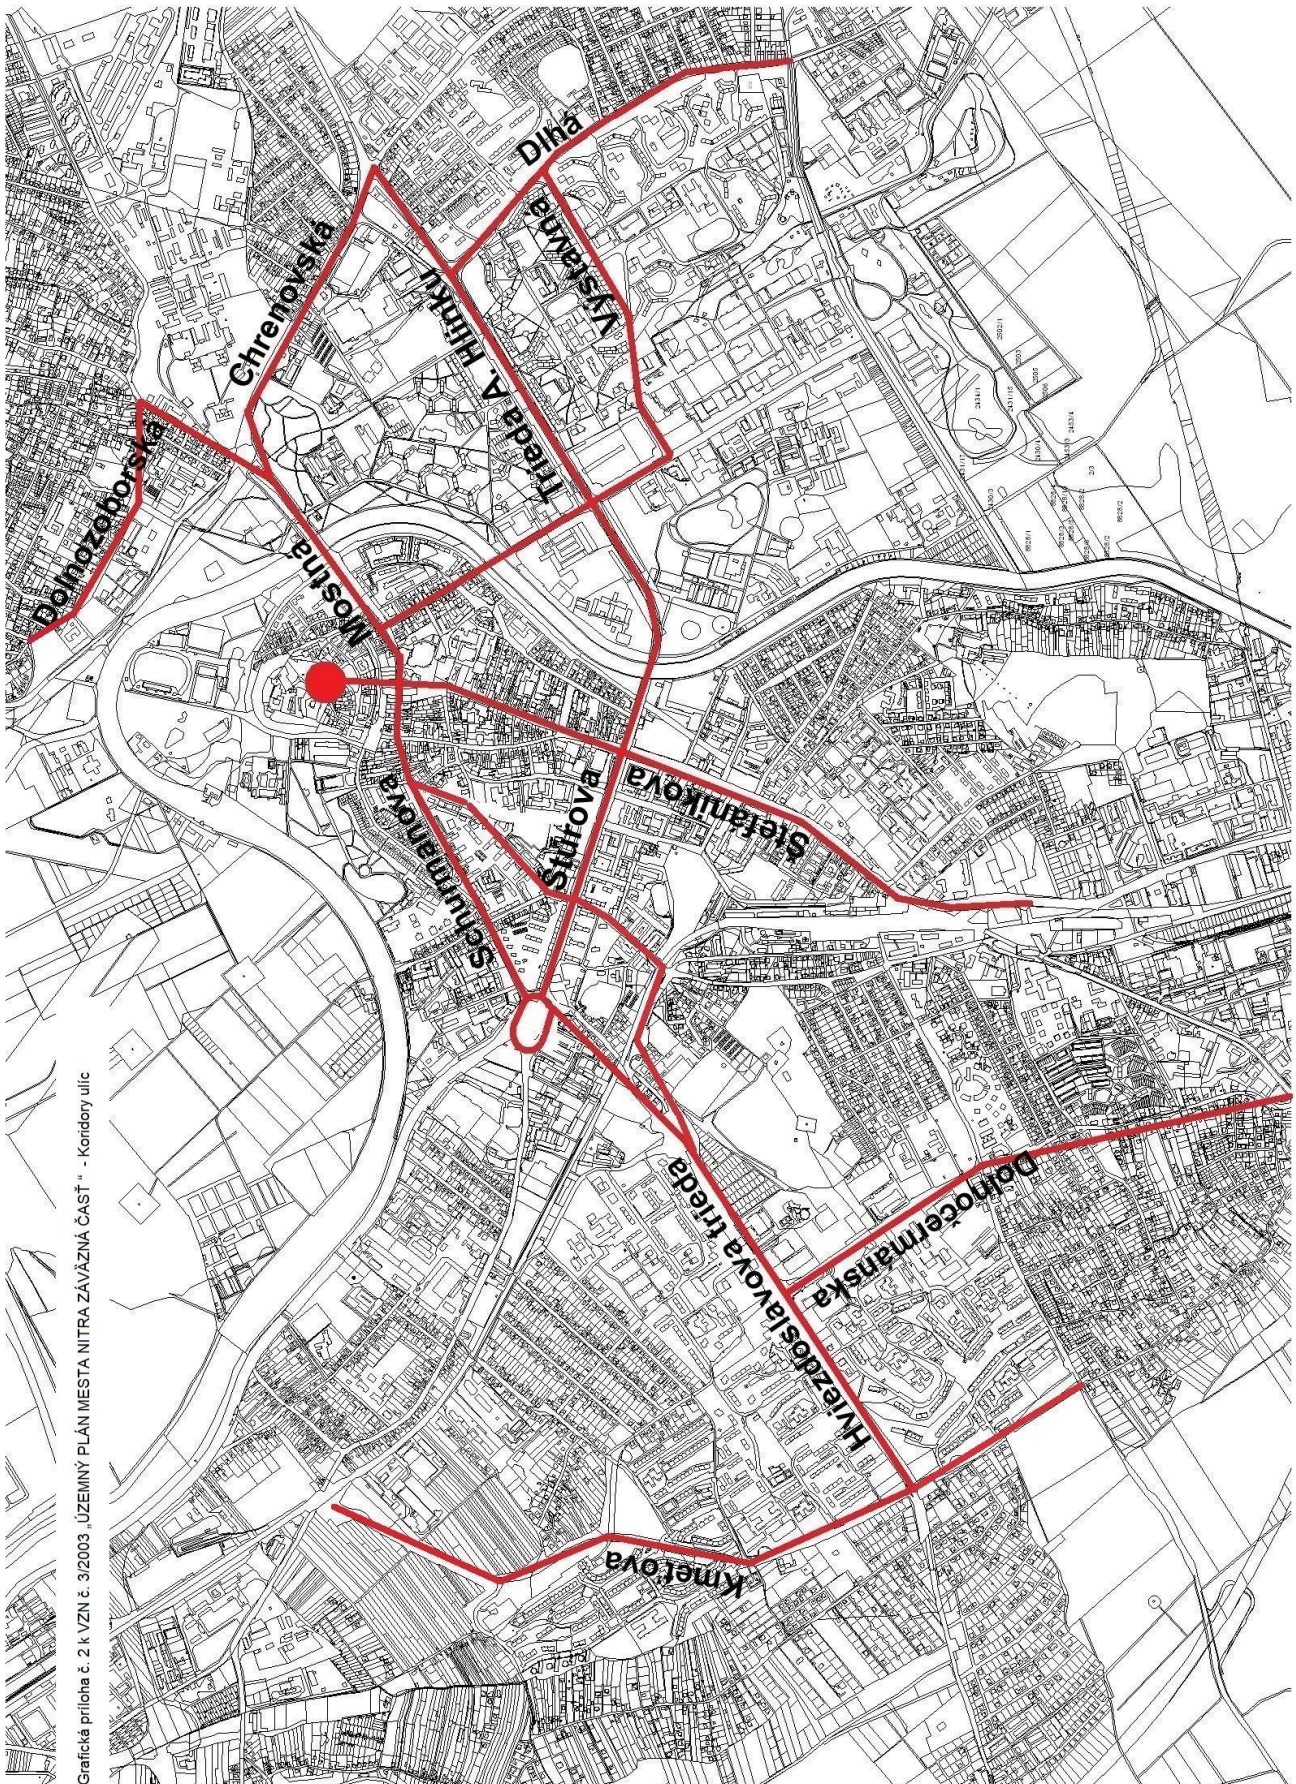 Grafická príloha č. 2 k VZN č. 3/2003 „ÚZEMNÝ PLÁN MESTA NITRA ZÁVÄZNÁ ČASŤ “ - Koridory ulíc
Dolnozoborská
Chrenovská
Mostná
Trieda A. Hlinku
Dlhá
Výstavná
Schurmanova
Štúrova
Štefánikova
Hviezdoslavova trieda
Dolnočermánska
Kmeťova